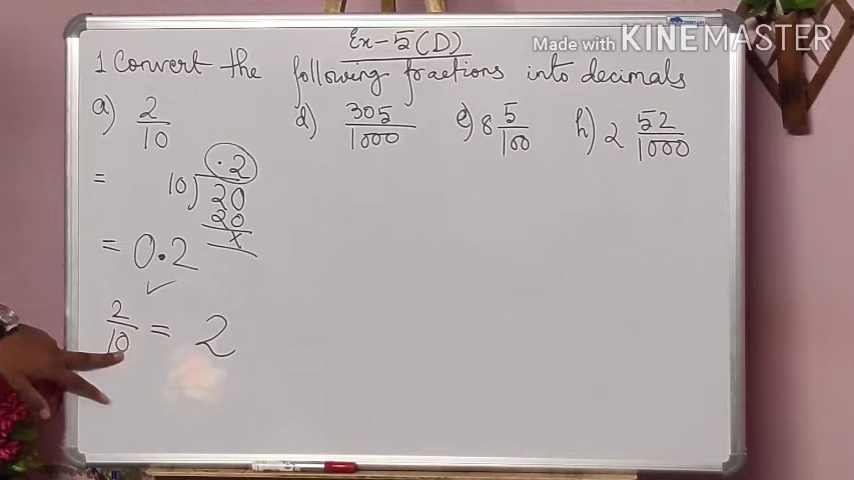 Ex-5(D)
Made with KINEMASTER
1 Convert the following fractions into decimals
a) 2/10 d) 305/1000 e) 8 5/100 h) 2 52/1000
= 10) 20 .2
20
x
= 0.2 ✓
2/10 = 2